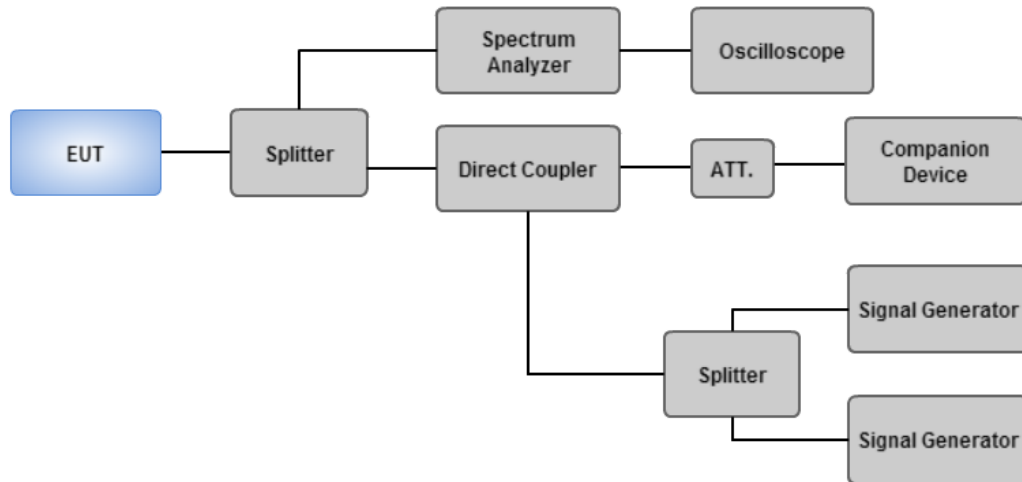 Spectrum
Analyzer
Oscilloscope
EUT
Splitter
Direct Coupler
ATT.
Companion
Device
Signal Generator
Splitter
Signal Generator